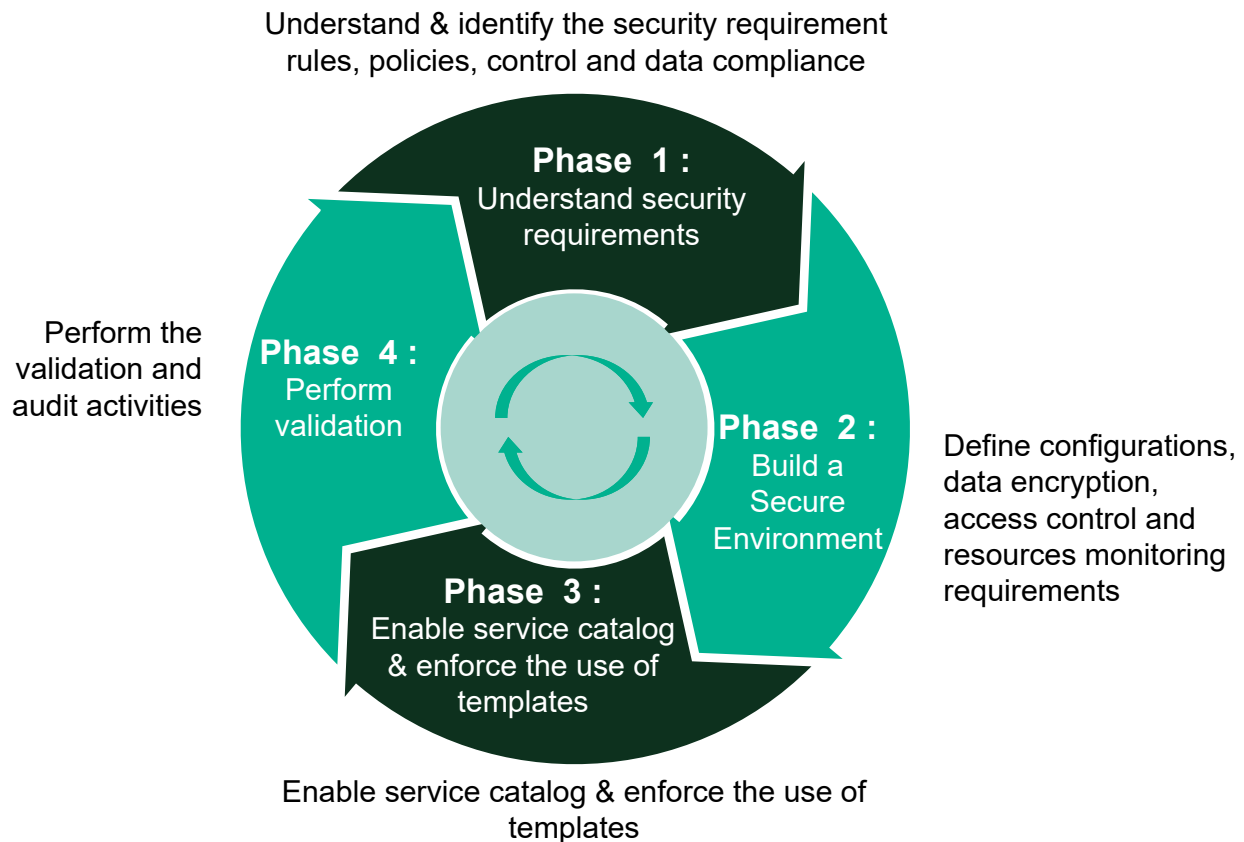 Understand & identify the security requirement
rules, policies, control and data compliance
Phase 1 :
Understand security
requirements
Perform the
validation and
audit activities
Phase 4 :
Perform
validation
Phase 2 :
Build a
Secure
Environment
Define configurations,
data encryption,
access control and
resources monitoring
requirements
Phase 3 :
Enable service catalog
& enforce the use of
templates
Enable service catalog & enforce the use of
templates